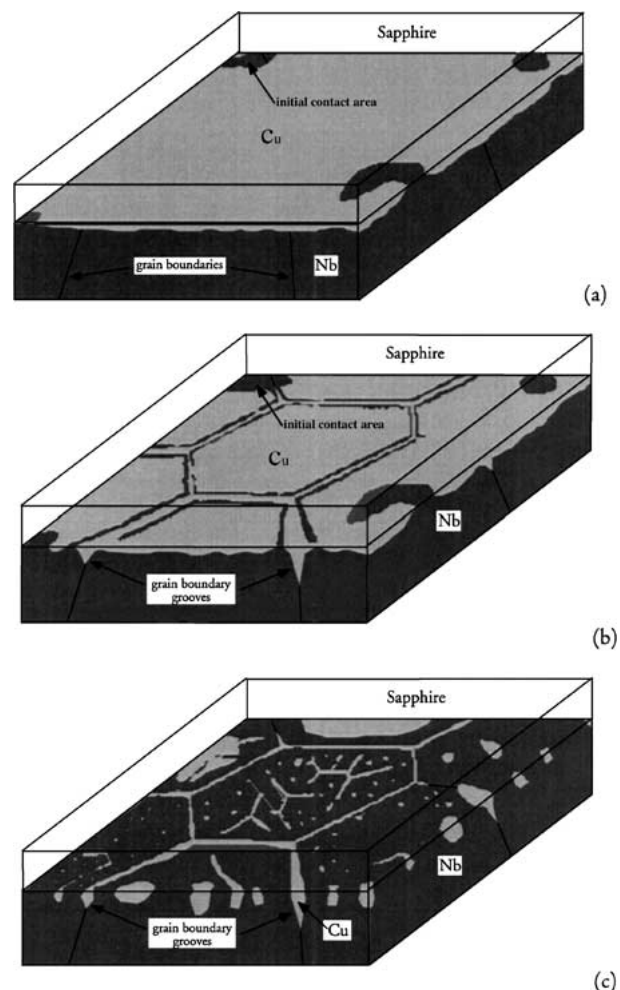 Sapphire
initial contact area
Cu
grain boundaries
Nb
(a)
Sapphire
initial contact area
Cu
Nb
grain boundary
grooves
(b)
Sapphire
Nb
grain boundary
grooves
Cu
(c)